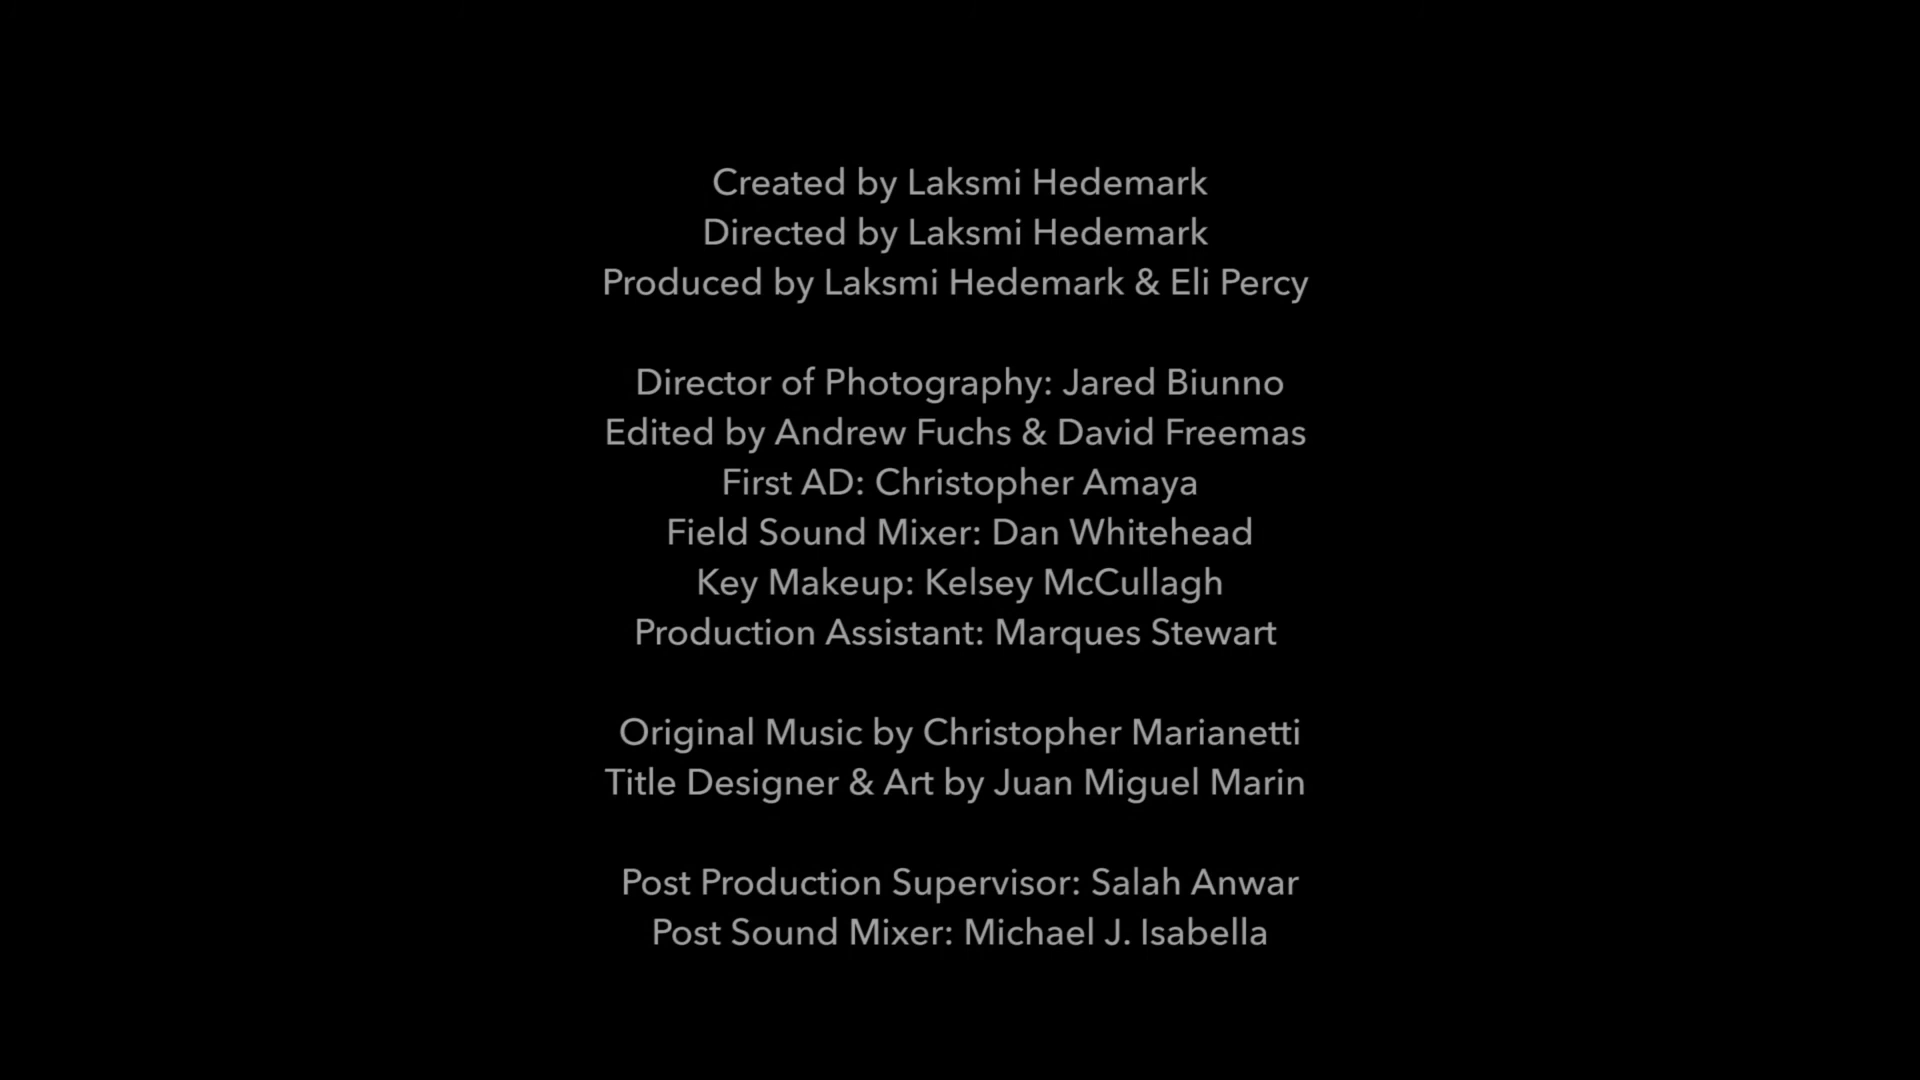 Created by Laksmi Hedemark
Directed by Laksmi Hedemark
Produced by Laksmi Hedemark & Eli Percy
Director of Photography: Jared Biunno
Edited by Andrew Fuchs & David Freemas
First AD: Christopher Amaya
Field Sound Mixer: Dan Whitehead
Key Makeup: Kelsey McCullagh
Production Assistant: Marques Stewart
Original Music by Christopher Marianetti
Title Designer & Art by Juan Miguel Marin
Post Production Supervisor: Salah Anwar
Post Sound Mixer: Michael J. Isabella